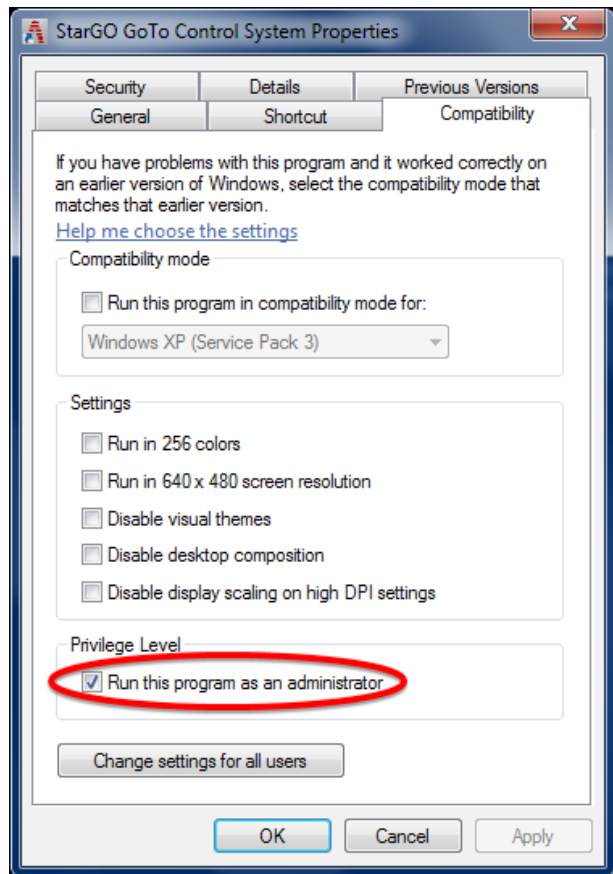 StarGO GoTo Control System Properties
Security Details Previous Versions
General Shortcut Compatibility
If you have problems with this program and it worked correctly on
an earlier version of Windows, select the compatibility mode that
matches that earlier version.
Help me choose the settings
Compatibility mode
Run this program in compatibility mode for:
Windows XP (Service Pack 3)
Settings
Run in 256 colors
Run in 640 x 480 screen resolution
Disable visual themes
Disable desktop composition
Disable display scaling on high DPI settings
Privilege Level
Run this program as an administrator
Change settings for all users
OK Cancel Apply